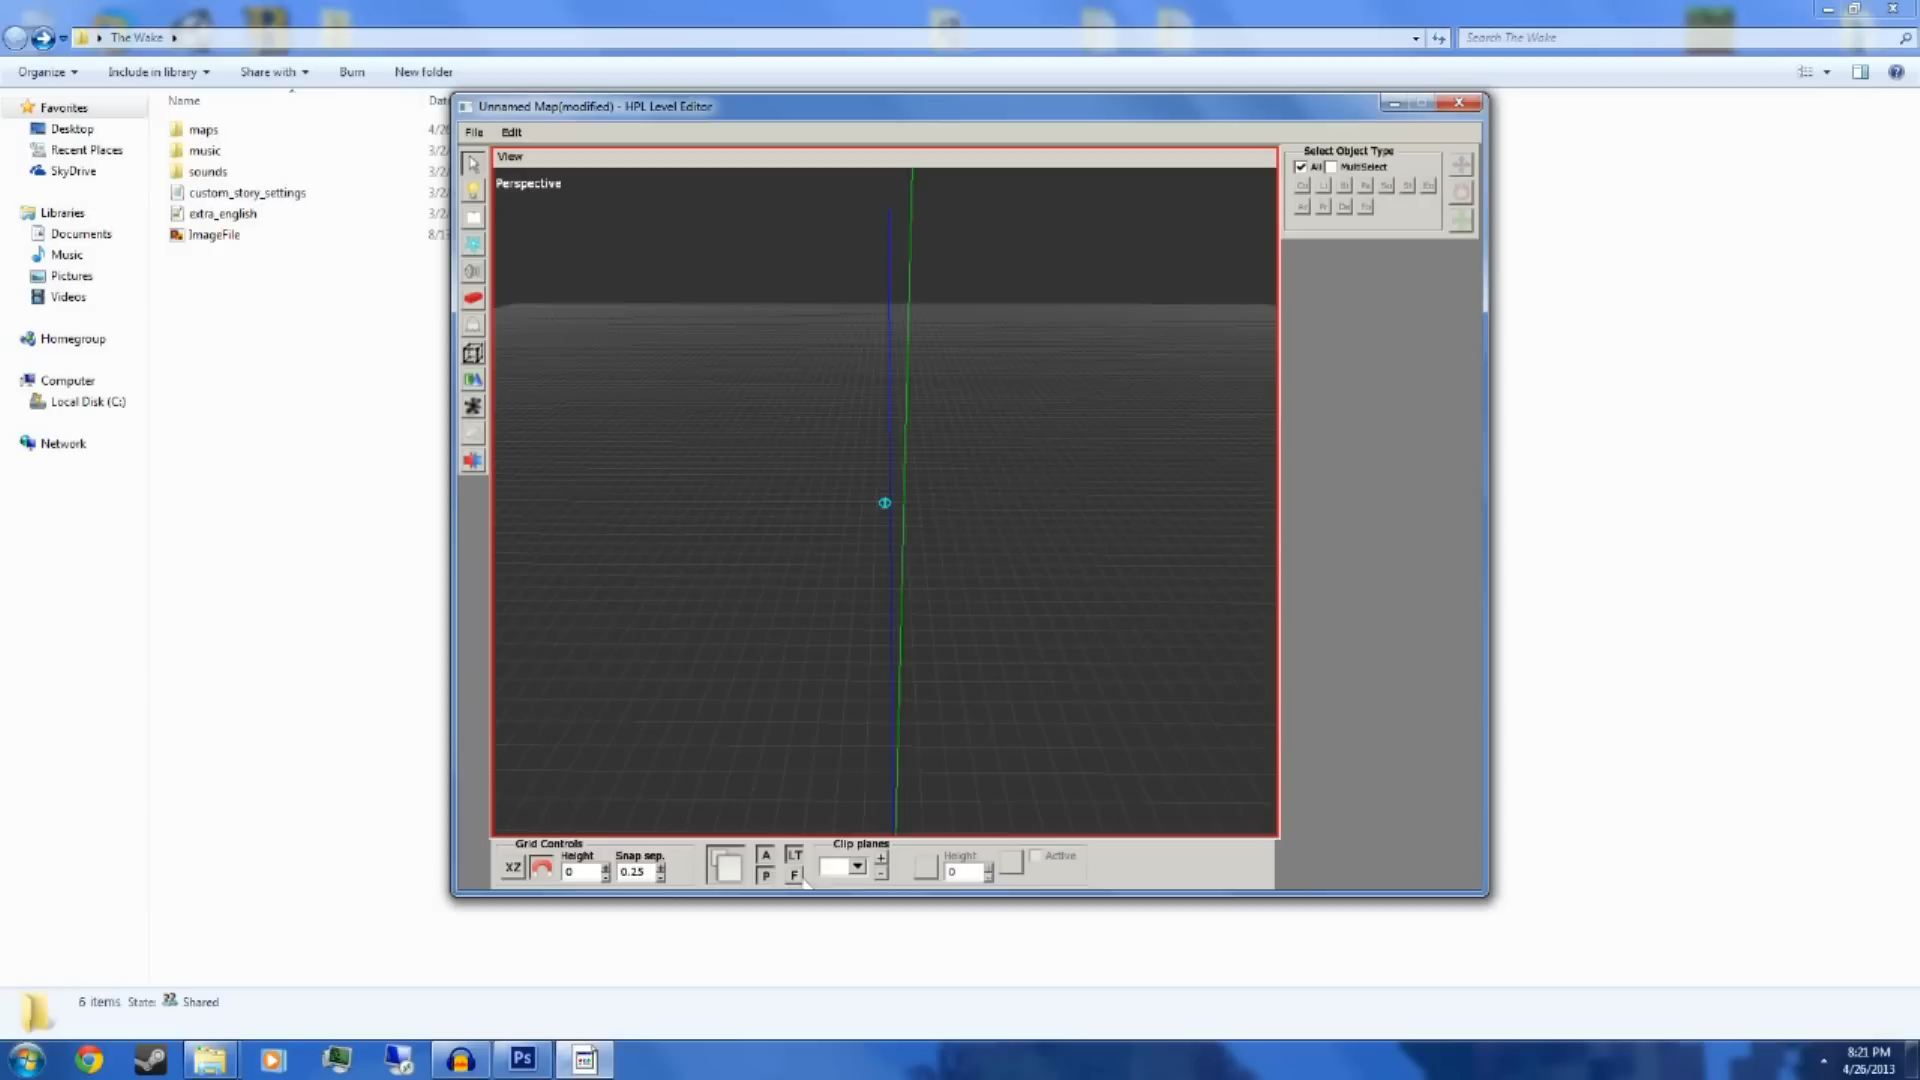 The Wake
Search The Wake
Organize
Include in library
Share with
Burn
New folder
Favorites
Desktop
Recent Places
SkyDrive
Libraries
Documents
Music
Pictures
Videos
Homegroup
Computer
Local Disk (C:)
Network
Name
maps
music
sounds
custom_story_settings
extra_english
ImageFile
Unnamed Map(modified) - HPL Level Editor
File Edit
View
Perspective
Select Object Type
All MultiSelect
Grid Controls
XZ
Height
0
Snap sep.
0.25
A LT
P F
Clip planes
+
-
Height
0
Active
6 items State: Shared
Ps
8:21 PM
4/26/2013